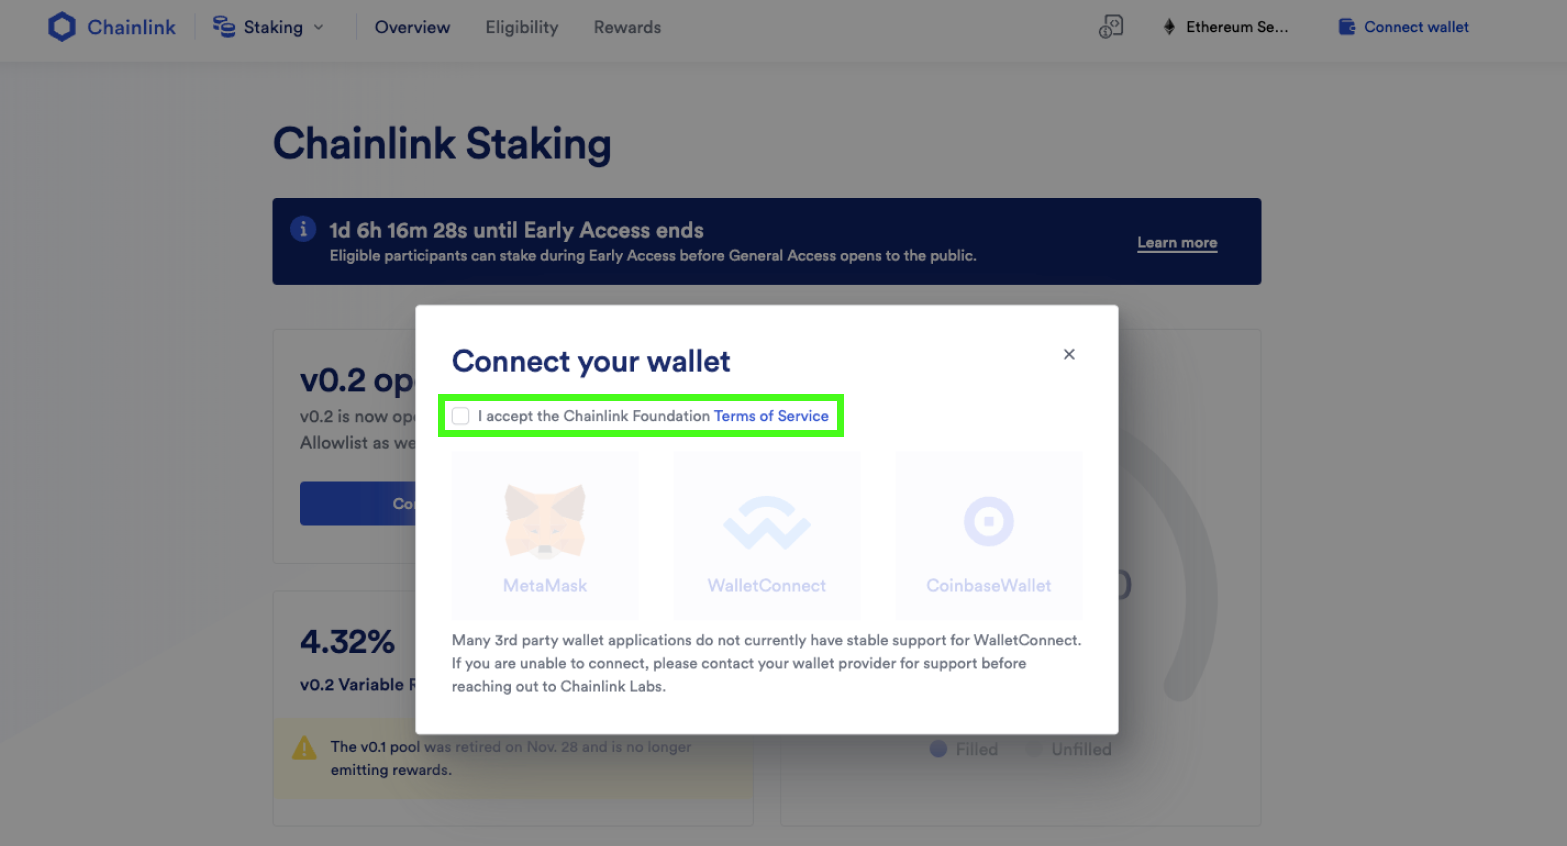 Chainlink
Staking
Overview
Eligibility
Rewards
Ethereum Se...
Connect wallet
Chainlink Staking
1d 6h 16m 28s until Early Access ends
Eligible participants can stake during Early Access before General Access opens to the public.
Learn more
v0.2 op
v0.2 is now ope
Allowlist as we
Co
Connect your wallet
I accept the Chainlink Foundation Terms of Service
MetaMask
WalletConnect
CoinbaseWallet
Many 3rd party wallet applications do not currently have stable support for WalletConnect.
If you are unable to connect, please contact your wallet provider for support before
reaching out to Chainlink Labs.
4.32%
v0.2 Variable
The v0.1 pool was retired on Nov. 28 and is no longer
emitting rewards.
Filled
Unfilled